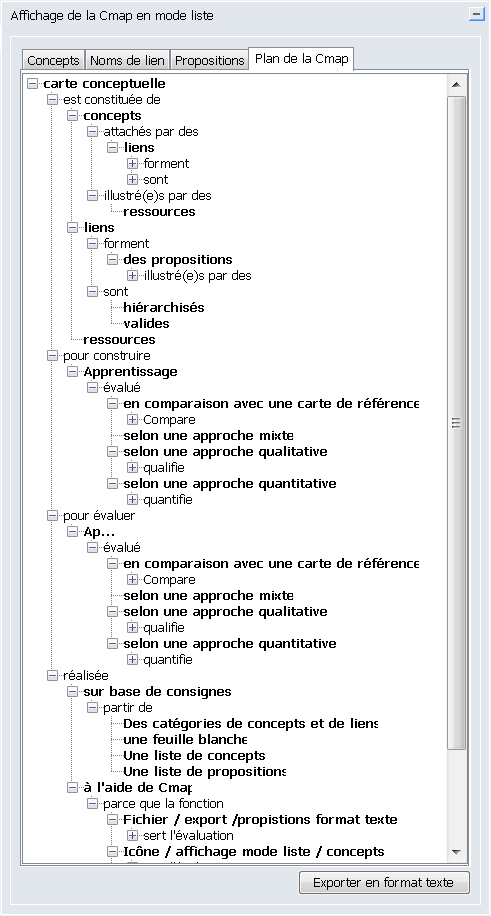 Affichage de la Cmap en mode liste
Concepts Noms de lien Propositions Plan de la Cmap
carte conceptuelle
est constituée de
concepts
attachés par des
liens
forment
sont
illustré(e)s par des
ressources
liens
forment
des propositions
illustré(e)s par des
sont
hiérarchisés
valides
ressources
pour construire
Apprentissage
évalué
en comparaison avec une carte de référence
Compare
selon une approche mixte
selon une approche qualitative
qualifie
selon une approche quantitative
quantifie
pour évaluer
Ap...
évalué
en comparaison avec une carte de référence
Compare
selon une approche mixte
selon une approche qualitative
qualifie
selon une approche quantitative
quantifie
réalisée
sur base de consignes
partir de
Des catégories de concepts et de liens
une feuille blanche
Une liste de concepts
Une liste de propositions
à l'aide de Cmap
parce que la fonction
Fichier / export /propistions format texte
sert l'évaluation
Icône / affichage mode liste / concepts
Exporter en format texte